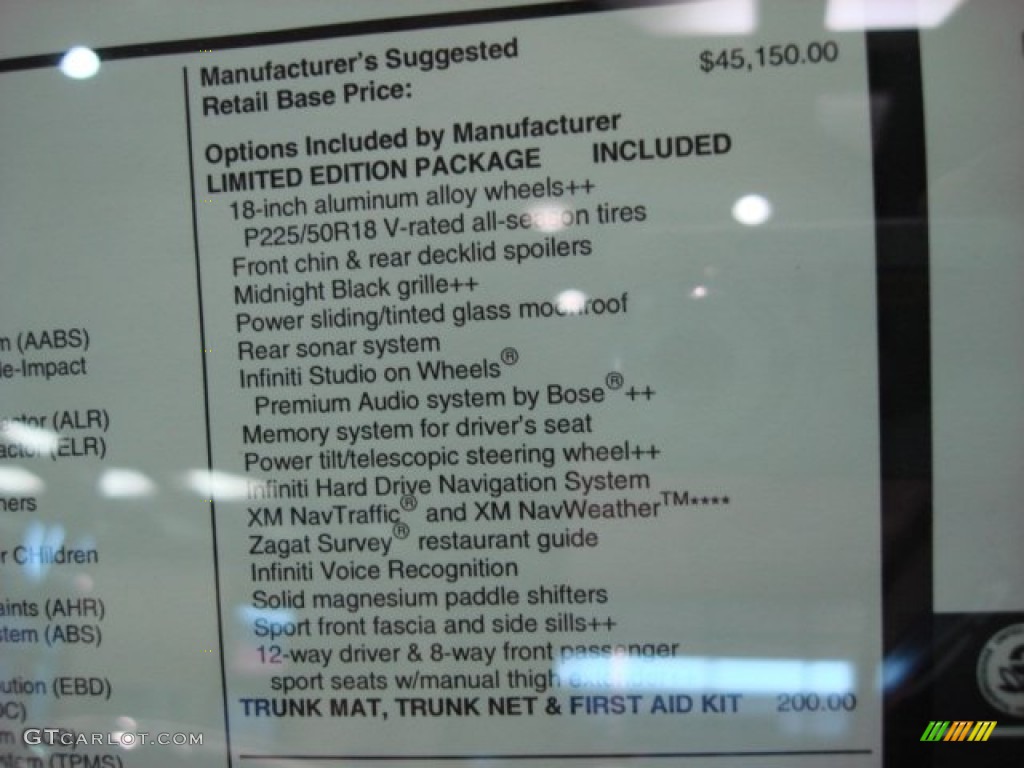 Manufacturer's Suggested
Retail Base Price:
$45,150.00
Options Included by Manufacturer
LIMITED EDITION PACKAGE INCLUDED
18-inch aluminum alloy wheels++
P225/50R18 V-rated all-season tires
Front chin & rear decklid spoilers
Midnight Black grille++
Power sliding/tinted glass moonroof
Rear sonar system
Infiniti Studio on Wheels®
Premium Audio system by Bose®++
Memory system for driver's seat
Power tilt/telescopic steering wheel++
Infiniti Hard Drive Navigation System
XM NavTraffic® and XM NavWeather™****
Zagat Survey® restaurant guide
Infiniti Voice Recognition
Solid magnesium paddle shifters
Sport front fascia and side sills++
12-way driver & 8-way front passenger
sport seats w/manual thigh
TRUNK MAT, TRUNK NET & FIRST AID KIT 200.00
(AABS)
-Impact
(ALR)
(ELR)
r Children
(AHR)
(ABS)
(EBD)
(TPMS)
GTcarlot.com